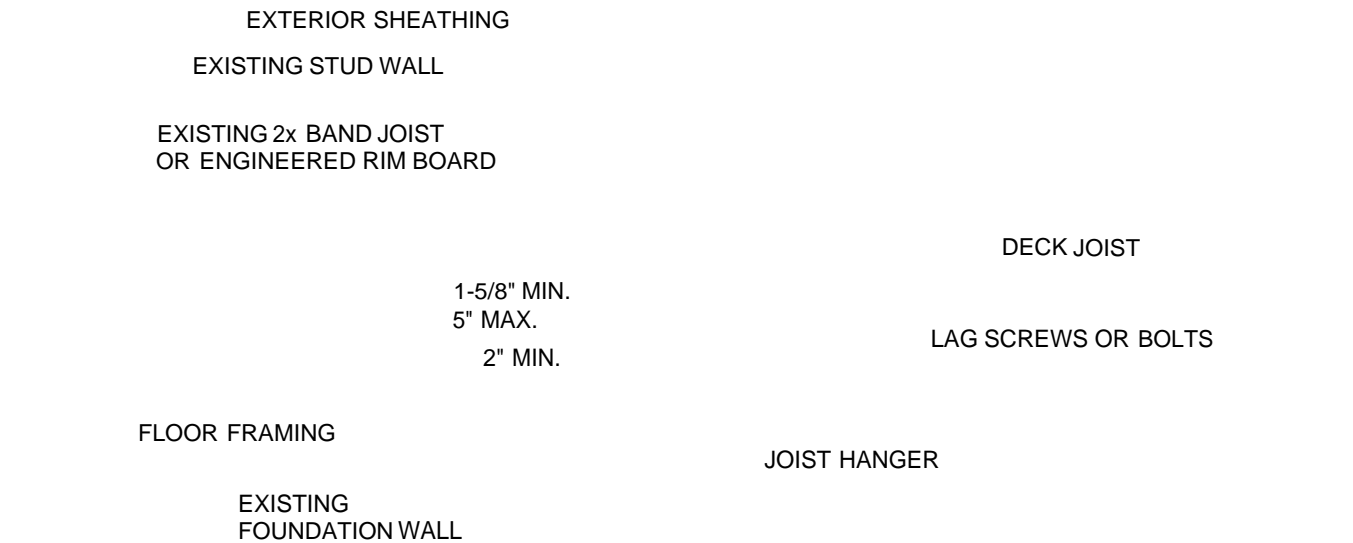 EXTERIOR SHEATHING
EXISTING STUD WALL
EXISTING 2x BAND JOIST
OR ENGINEERED RIM BOARD
DECK JOIST
1-5/8" MIN.
5" MAX.
LAG SCREWS OR BOLTS
2" MIN.
FLOOR FRAMING
JOIST HANGER
EXISTING
FOUNDATION WALL